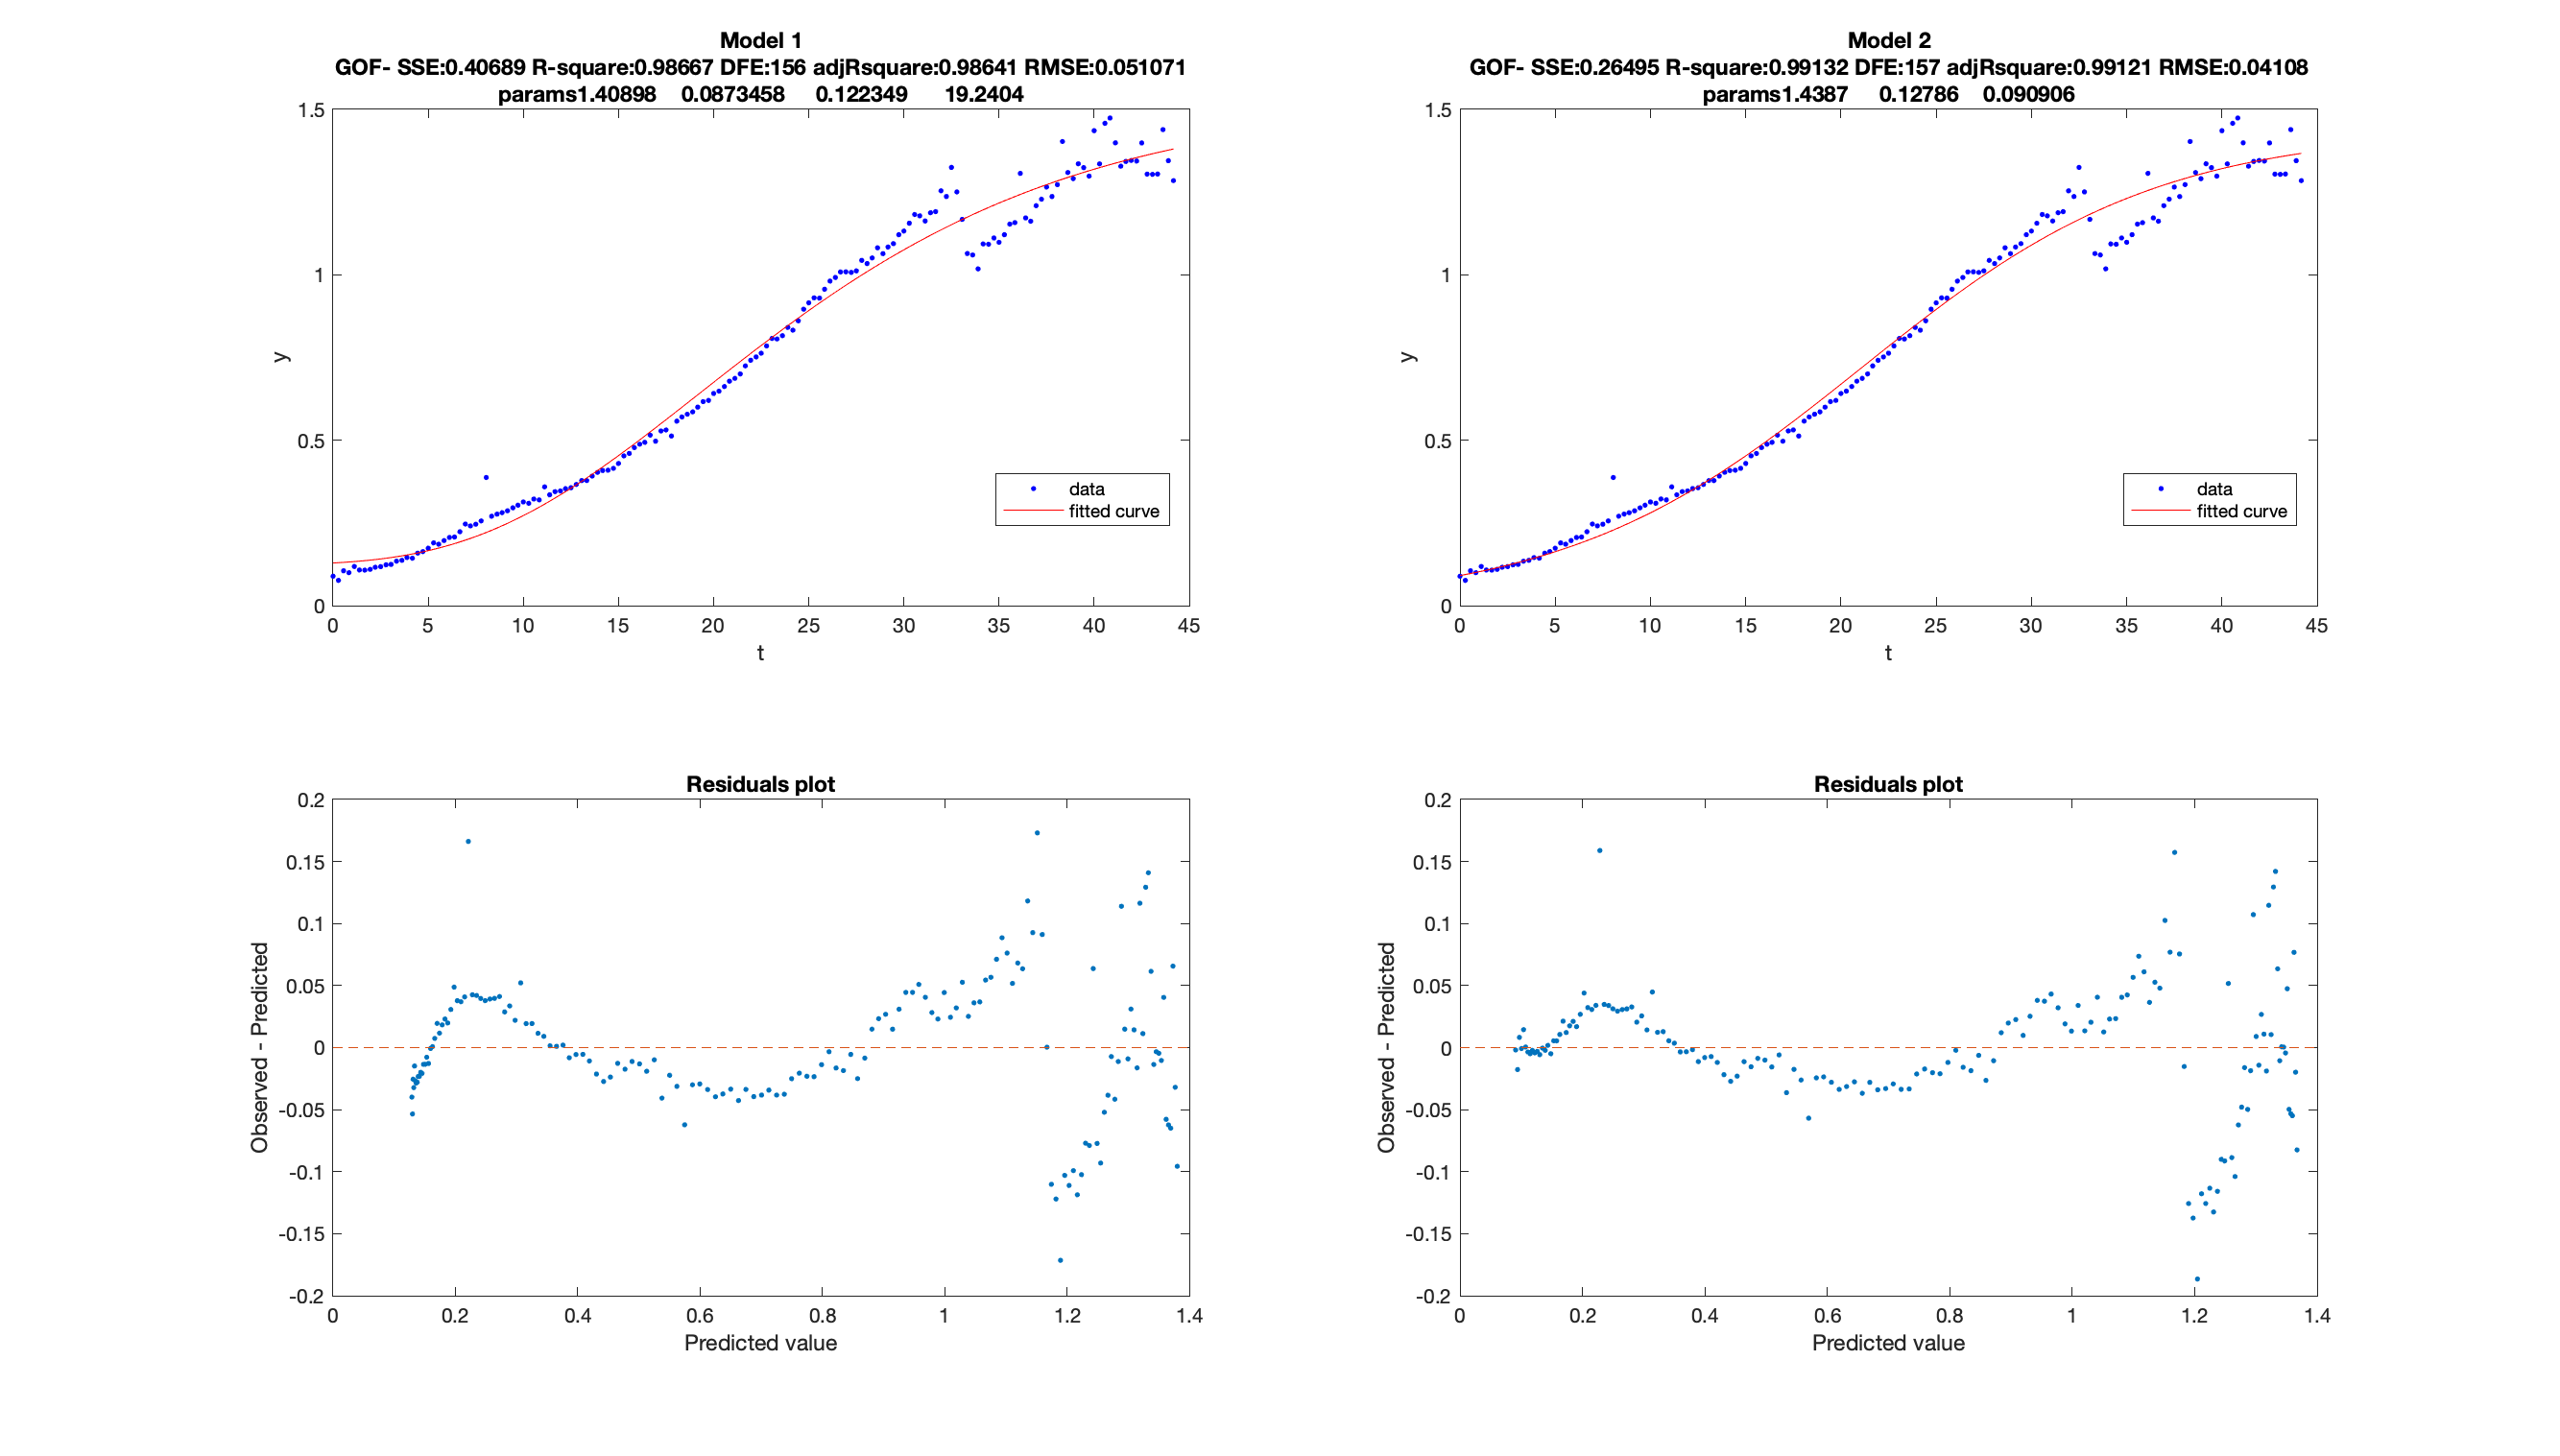 Model 1
GOF- SSE:0.40689 R-square:0.98667 DFE:156 adjRsquare:0.98641 RMSE:0.051071
params1.40898 0.0873458 0.122349 19.2404
1.5
1
0.5
0
y
0 5 10 15 20 25 30 35 40 45
t
data
fitted curve
Model 2
GOF- SSE:0.26495 R-square:0.99132 DFE:157 adjRsquare:0.99121 RMSE:0.04108
params1.4387 0.12786 0.090906
1.5
1
0.5
0
y
0 5 10 15 20 25 30 35 40 45
t
data
fitted curve
Residuals plot
0.2
0.15
0.1
0.05
0
-0.05
-0.1
-0.15
-0.2
Observed - Predicted
0 0.2 0.4 0.6 0.8 1 1.2 1.4
Predicted value
Residuals plot
0.2
0.15
0.1
0.05
0
-0.05
-0.1
-0.15
-0.2
Observed - Predicted
0 0.2 0.4 0.6 0.8 1 1.2 1.4
Predicted value